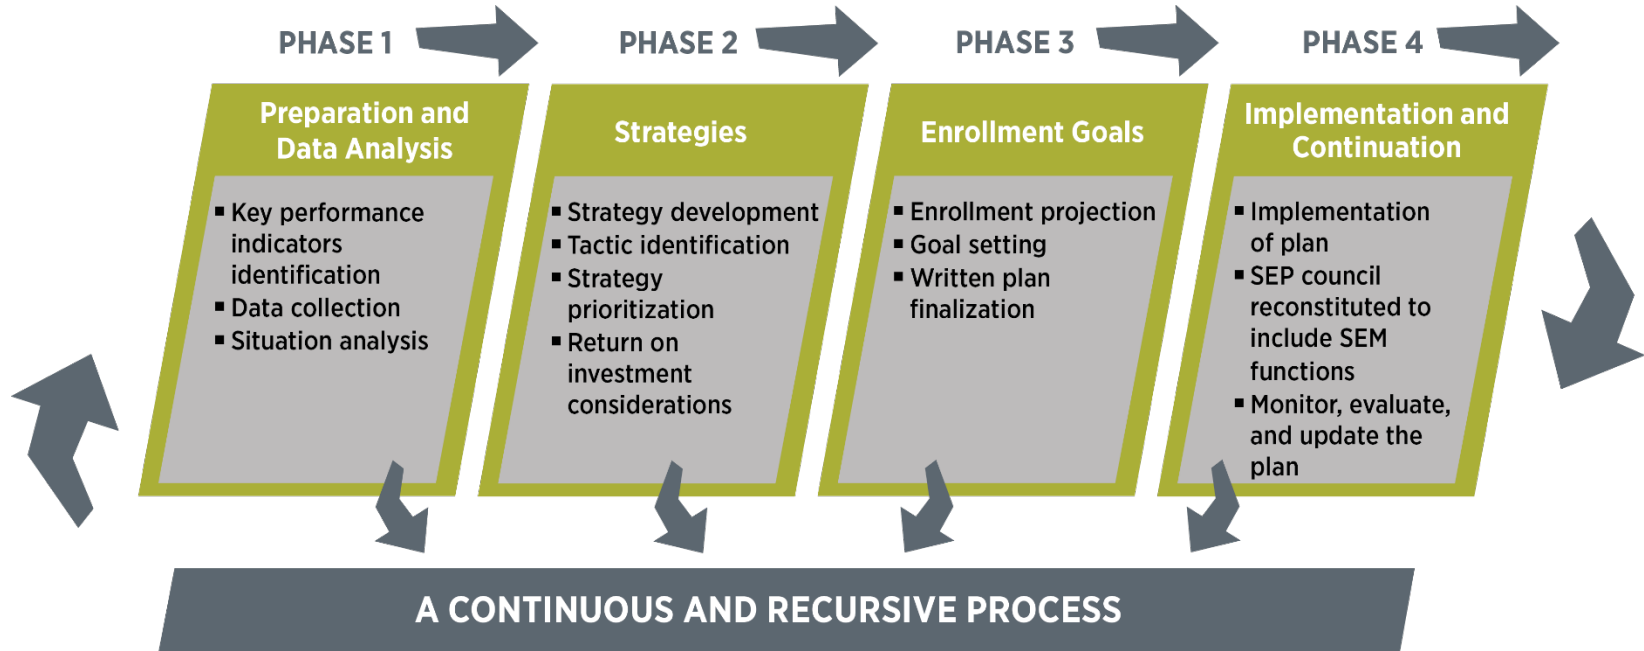 PHASE 1
PHASE 2
PHASE 3
PHASE 4
Preparation and
Data Analysis
▪ Key performance
indicators
identification
▪ Data collection
▪ Situation analysis
Strategies
▪ Strategy development
▪ Tactic identification
▪ Strategy
prioritization
▪ Return on
investment
considerations
Enrollment Goals
▪ Enrollment projection
▪ Goal setting
▪ Written plan
finalization
Implementation and
Continuation
▪ Implementation
of plan
▪ SEP council
reconstituted to
include SEM
functions
▪ Monitor, evaluate,
and update the
plan
A CONTINUOUS AND RECURSIVE PROCESS